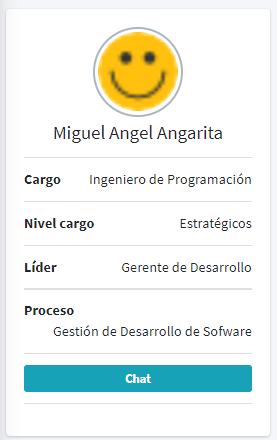 Miguel Angel Angarita
Cargo Ingeniero de Programación
Nivel cargo Estratégicos
Líder Gerente de Desarrollo
Proceso
Gestión de Desarrollo de Sofware
Chat